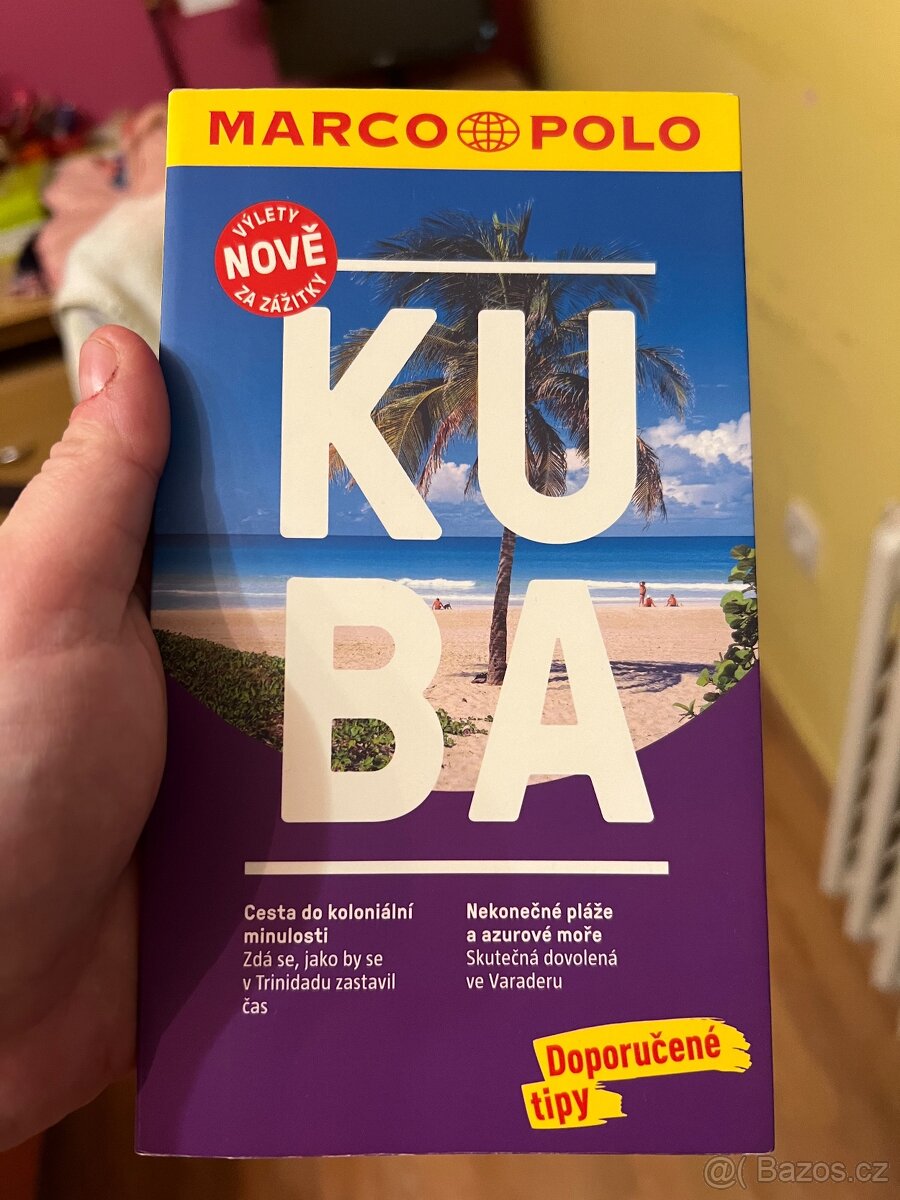 MARCO POLO
VÝLETY
NOVĚ
ZA ZÁŽITKY
KU
BA
Cesta do koloniální
minulosti
Zdá se, jako by se
v Trinidadu zastavil
čas
Nekonečné pláže
a azurové moře
Skutečná dovolená
ve Varaderu
Doporučené
tipy
@( Bazos.cz